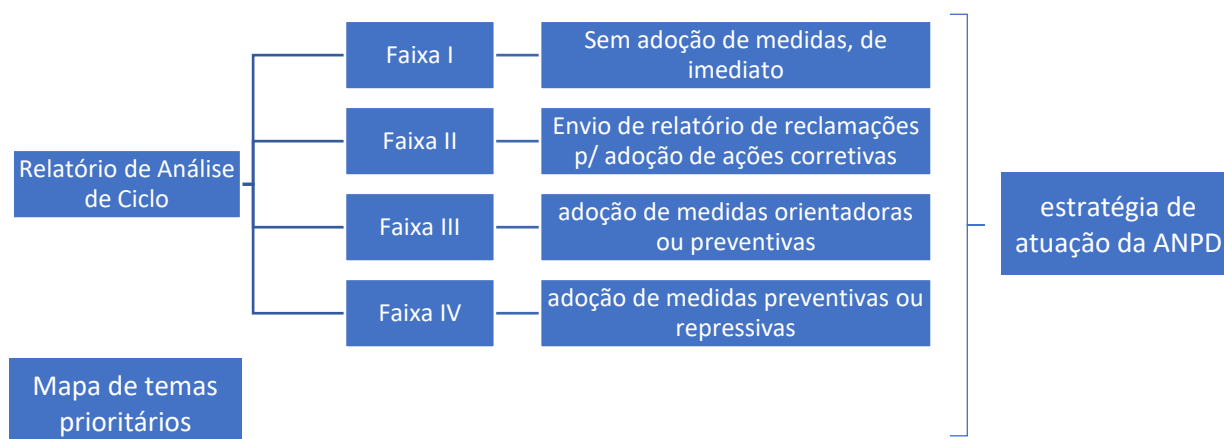 Relatório de Análise
de Ciclo
Faixa I
Sem adoção de medidas, de
imediato
Faixa II
Envio de relatório de reclamações
p/ adoção de ações corretivas
Faixa III
adoção de medidas orientadoras
ou preventivas
Faixa IV
adoção de medidas preventivas ou
repressivas
Mapa de temas
prioritários
estratégia de
atuação da ANPD